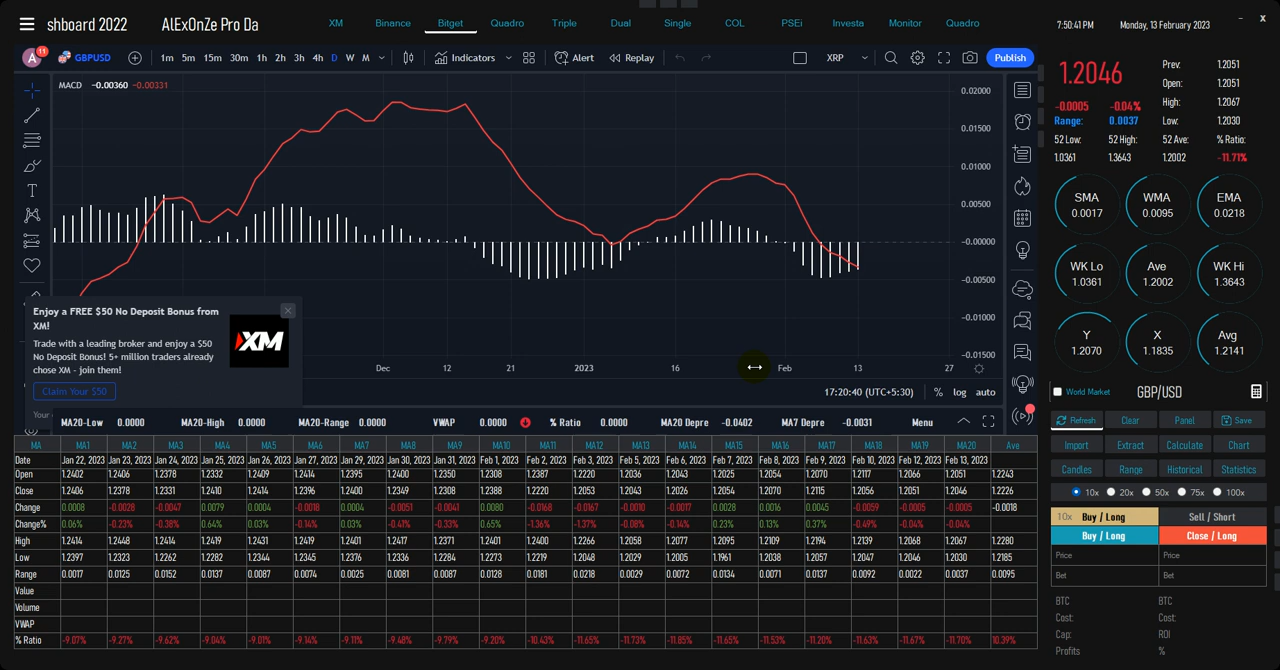 shboard 2022 AlExOnZe Pro Da XM Binance Bitget Quadro Triple Dual Single COL PSEi Investa Monitor Quadro 7:50:41 PM Monday, 13 February 2023 – x
A 11 GBPUSD 1m 5m 15m 30m 1h 2h 3h 4h D W M Indicators Alert Replay XRP Publish
MACD −0.00360 −0.00331
0.02000
0.01500
0.01000
0.00500
−0.00000
−0.00500
−0.01000
−0.01500
Dec 12 21 2023 16 Feb 13 27
17:20:40 (UTC+5:30) % log auto
Enjoy a FREE $50 No Deposit Bonus from
XM!
Trade with a leading broker and enjoy a $50
No Deposit Bonus! 5+ million traders already
chose XM - join them!
Claim Your $50
XM
Your
MA20-Low 0.0000 MA20-High 0.0000 MA20-Range 0.0000 VWAP 0.0000 % Ratio 0.0000 MA20 Depre -0.0402 MA7 Depre -0.0031 Menu
MA MA1 MA2 MA3 MA4 MA5 MA6 MA7 MA8 MA9 MA10 MA11 MA12 MA13 MA14 MA15 MA16 MA17 MA18 MA19 MA20 Ave
Date Jan 22, 2023 Jan 23, 2023 Jan 24, 2023 Jan 25, 2023 Jan 26, 2023 Jan 27, 2023 Jan 29, 2023 Jan 30, 2023 Jan 31, 2023 Feb 1, 2023 Feb 2, 2023 Feb 3, 2023 Feb 5, 2023 Feb 6, 2023 Feb 7, 2023 Feb 8, 2023 Feb 9, 2023 Feb 10, 2023 Feb 12, 2023 Feb 13, 2023
Open 1.2402 1.2406 1.2378 1.2332 1.2409 1.2414 1.2395 1.2400 1.2350 1.2308 1.2387 1.2220 1.2036 1.2043 1.2025 1.2054 1.2070 1.2117 1.2066 1.2051 1.2243
Close 1.2406 1.2378 1.2331 1.2410 1.2414 1.2396 1.2400 1.2349 1.2308 1.2388 1.2220 1.2053 1.2043 1.2026 1.2054 1.2070 1.2115 1.2056 1.2051 1.2046 1.2226
Change 0.0008 -0.0028 -0.0047 0.0079 0.0004 -0.0018 0.0004 -0.0051 -0.0041 0.0080 -0.0168 -0.0167 -0.0010 -0.0017 0.0028 0.0016 0.0045 -0.0059 -0.0005 -0.0005 -0.0018
Change% 0.06% -0.23% -0.38% 0.64% 0.03% -0.14% 0.03% -0.41% -0.33% 0.65% -1.36% -1.37% -0.08% -0.14% 0.23% 0.13% 0.37% -0.49% -0.04% -0.04%
High 1.2414 1.2448 1.2414 1.2419 1.2431 1.2419 1.2401 1.2417 1.2371 1.2401 1.2400 1.2266 1.2058 1.2077 1.2095 1.2109 1.2194 1.2139 1.2068 1.2067 1.2280
Low 1.2397 1.2323 1.2262 1.2282 1.2344 1.2345 1.2376 1.2336 1.2284 1.2273 1.2219 1.2048 1.2029 1.2005 1.1961 1.2038 1.2057 1.2047 1.2046 1.2030 1.2185
Range 0.0017 0.0125 0.0152 0.0137 0.0087 0.0074 0.0025 0.0081 0.0087 0.0128 0.0181 0.0218 0.0029 0.0072 0.0134 0.0071 0.0137 0.0092 0.0022 0.0037 0.0095
Value
Volume
VWAP
% Ratio -9.07% -9.27% -9.62% -9.04% -9.01% -9.14% -9.11% -9.48% -9.79% -9.20% -10.43% -11.65% -11.73% -11.85% -11.65% -11.53% -11.20% -11.63% -11.67% -11.70% 10.39%
1.2046
-0.0005 -0.04%
Range: 0.0037
Prev: 1.2051
Open: 1.2051
High: 1.2067
Low: 1.2030
52 Low: 52 High: 52 Ave: % Ratio:
1.0361 1.3643 1.2002 -11.71%
SMA WMA EMA
0.0017 0.0095 0.0218
WK Lo Ave WK Hi
1.0361 1.2002 1.3643
Y X Avg
1.2070 1.1835 1.2141
World Market GBP/USD
Refresh Clear Panel Save
Import Extract Calculate Chart
Candles Range Historical Statistics
10x 20x 50x 75x 100x
10x Buy / Long Sell / Short
Buy / Long Close / Long
Price Price
Bet Bet
BTC BTC
Cost: Cost:
Cap: ROI
Profits %